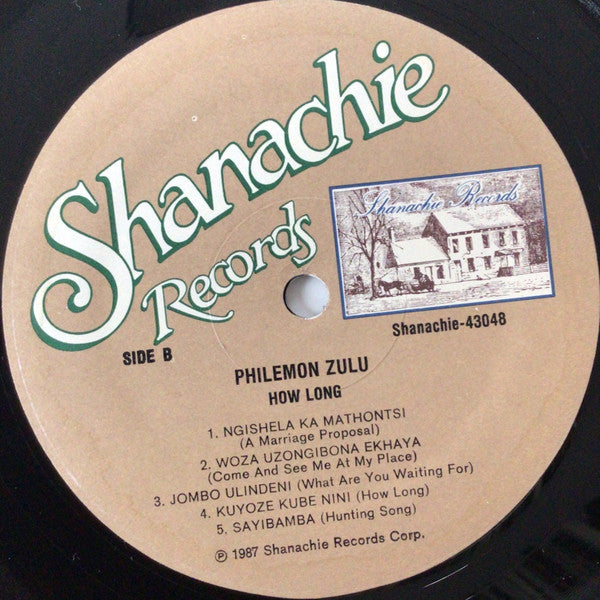 Shanachie
Records
Shanachie Records
Shanachie-43048
SIDE B
PHILEMON ZULU
HOW LONG
1. NGISHELA KA MATHONTSI
(A Marriage Proposal)
2. WOZA UZONGIBONA EKHAYA
(Come And See Me At My Place)
3. JOMBO ULINDENI (What Are You Waiting For)
4. KUYOZE KUBE NINI (How Long)
5. SAYIBAMBA (Hunting Song)
℗ 1987 Shanachie Records Corp.